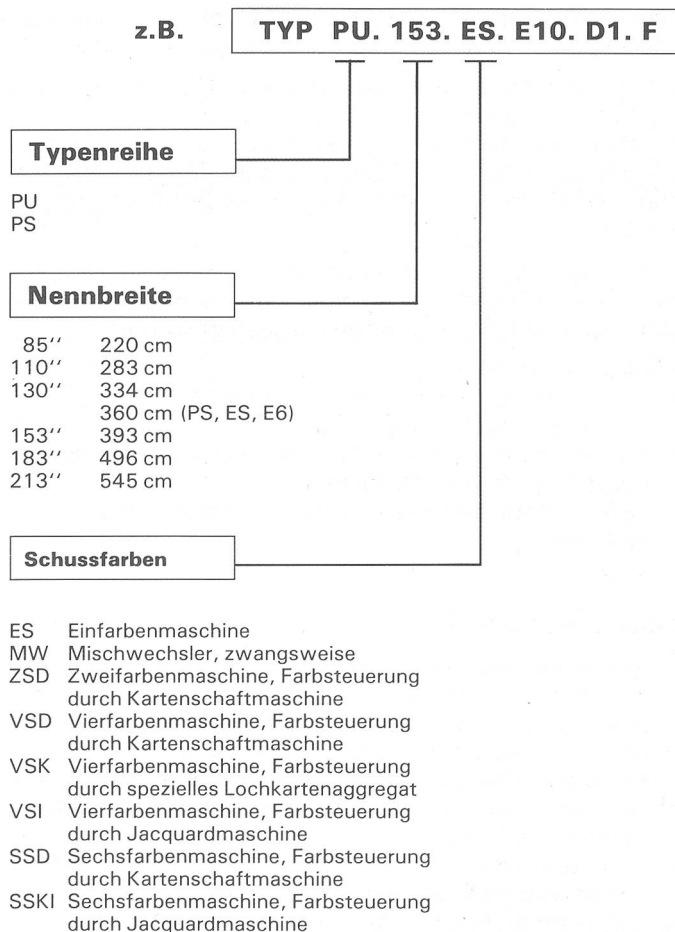 z.B. TYP PU. 153. ES. E10. D1. F
Typenreihe
PU
PS
Nennbreite
85'' 220 cm
110'' 283 cm
130'' 334 cm
360 cm (PS, ES, E6)
153'' 393 cm
183'' 496 cm
213'' 545 cm
Schussfarben
ES Einfarbenmaschine
MW Mischwechsler, zwangsweise
ZSD Zweifarbenmaschine, Farbsteuerung
durch Kartenschaftmaschine
VSD Vierfarbenmaschine, Farbsteuerung
durch Kartenschaftmaschine
VSK Vierfarbenmaschine, Farbsteuerung
durch spezielles Lochkartenaggregat
VSI Vierfarbenmaschine, Farbsteuerung
durch Jacquardmaschine
SSD Sechsfarbenmaschine, Farbsteuerung
durch Kartenschaftmaschine
SSKI Sechsfarbenmaschine, Farbsteuerung
durch Jacquardmaschine